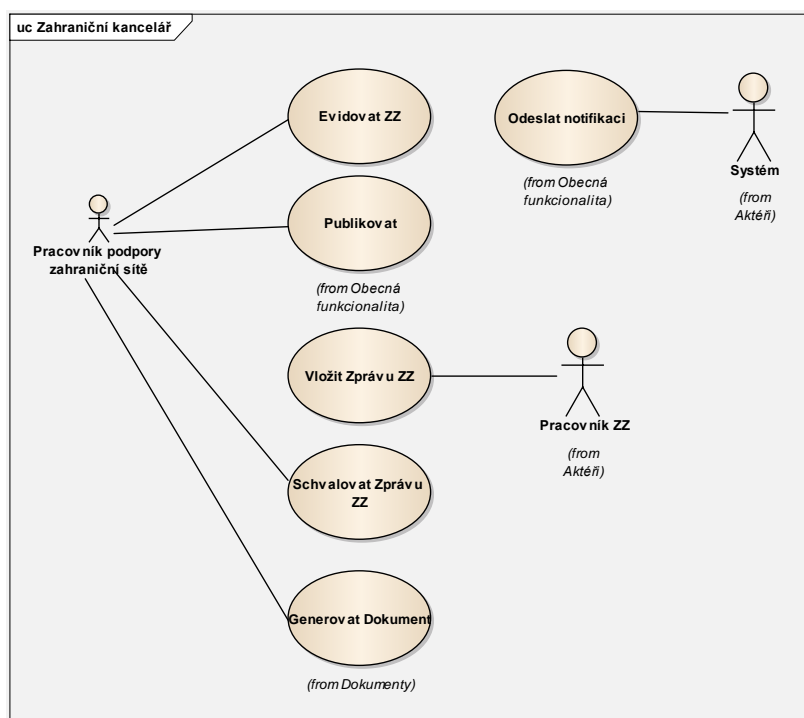 uc Zahraniční kancelář
Evidovat ZZ
Odeslat notifikaci
Systém
(from Obecná
funkcionalita)
(from
Aktéři)
Pracovník podpory
zahraniční sítě
Publikovat
(from Obecná
funkcionalita)
Vložit Zprávu ZZ
Pracovník ZZ
(from
Aktéři)
Schvalovat Zprávu
ZZ
Generovat Dokument
(from Dokumenty)